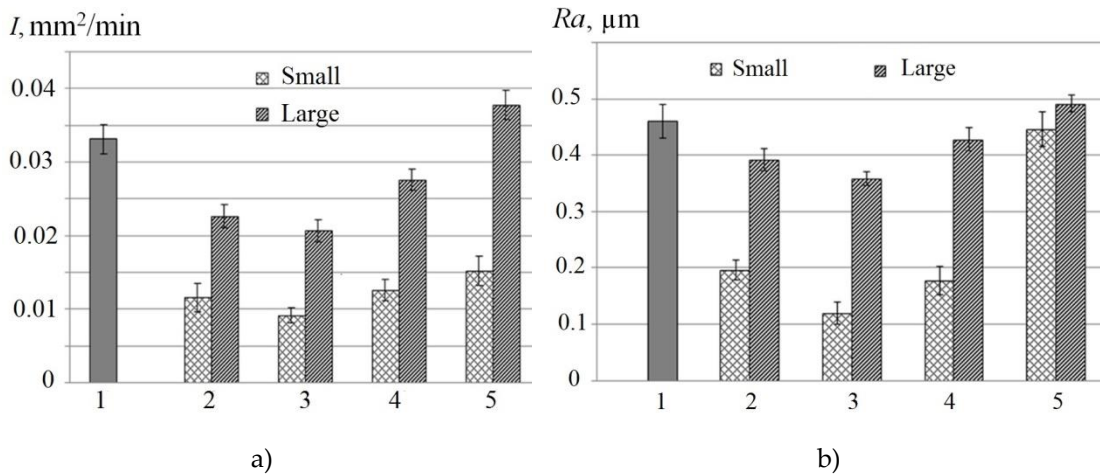 I, mm²/min
0.04
0.03
0.02
0.01
0
Small
Large
1 2 3 4 5
a)
Ra, µm
0.5
0.4
0.3
0.2
0.1
0
Small Large
1 2 3 4 5
b)